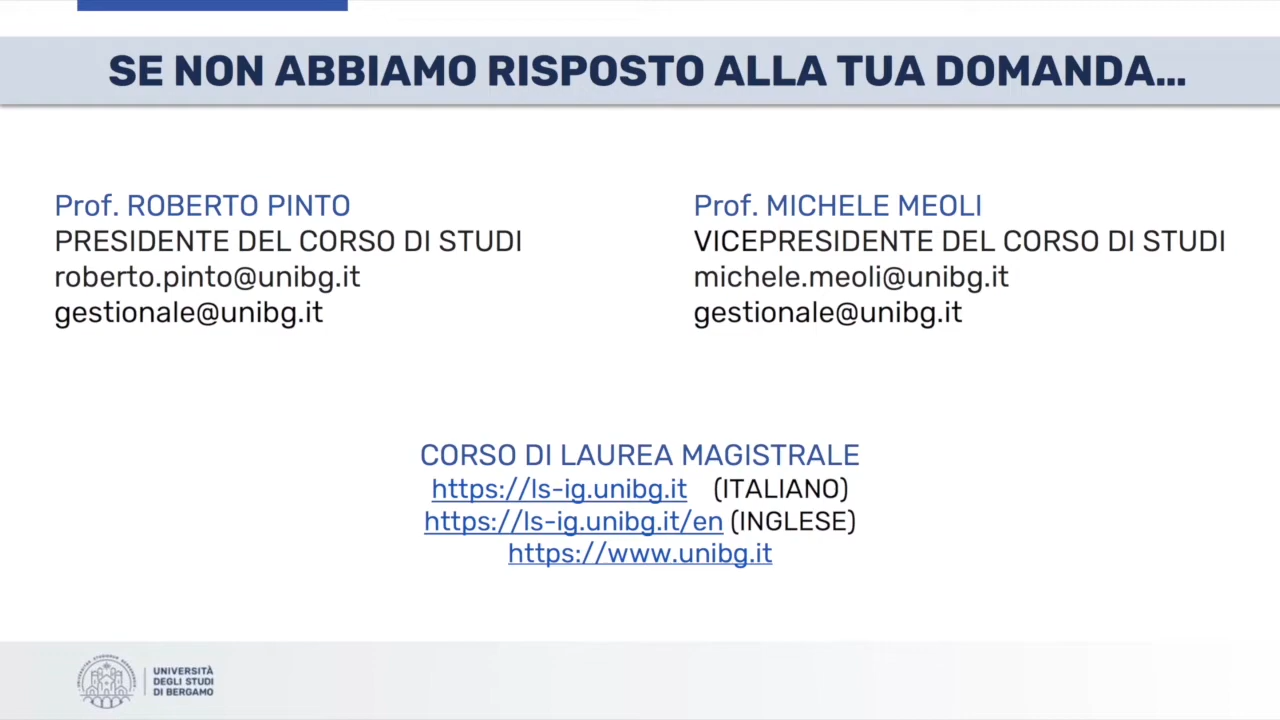 SE NON ABBIAMO RISPOSTO ALLA TUA DOMANDA...
Prof. ROBERTO PINTO
PRESIDENTE DEL CORSO DI STUDI
roberto.pinto@unibg.it
gestionale@unibg.it
Prof. MICHELE MEOLI
VICEPRESIDENTE DEL CORSO DI STUDI
michele.meoli@unibg.it
gestionale@unibg.it
CORSO DI LAUREA MAGISTRALE
https://ls-ig.unibg.it (ITALIANO)
https://ls-ig.unibg.it/en (INGLESE)
https://www.unibg.it
UNIVERSITÀ
DEGLI STUDI
DI BERGAMO